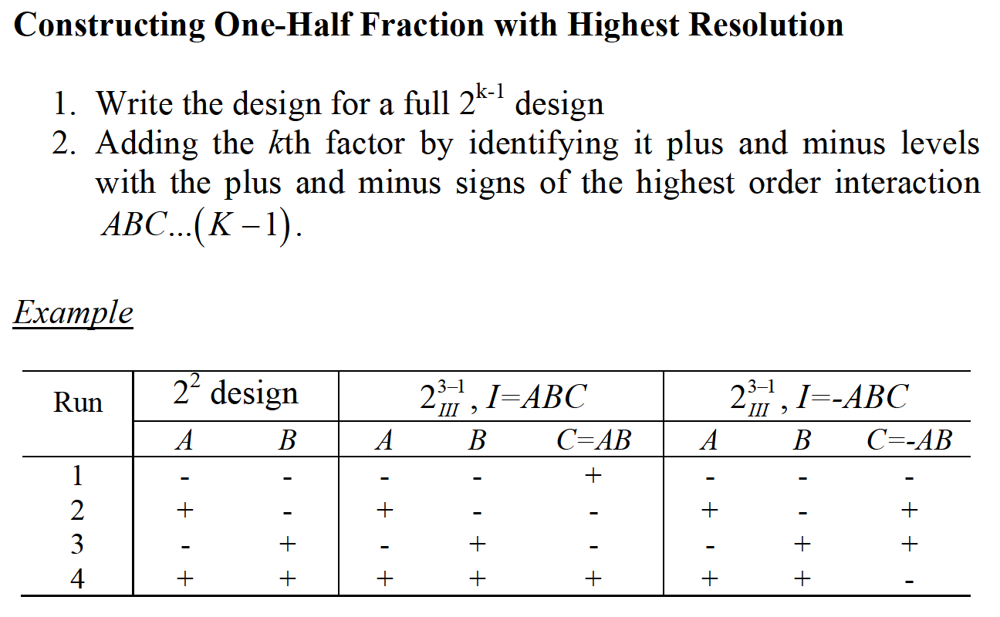 Constructing One-Half Fraction with Highest Resolution
1. Write the design for a full 2^{k-1} design
2. Adding the kth factor by identifying it plus and minus levels
with the plus and minus signs of the highest order interaction
ABC...(K – 1).
Example
Run 2^2 design 2_{III}^{3–1}, I=ABC 2_{III}^{3–1}, I=-ABC
A B A B C=AB A B C=-AB
1 - - - - + - - -
2 + - + - - + - +
3 - + - + - - + +
4 + + + + + + + -